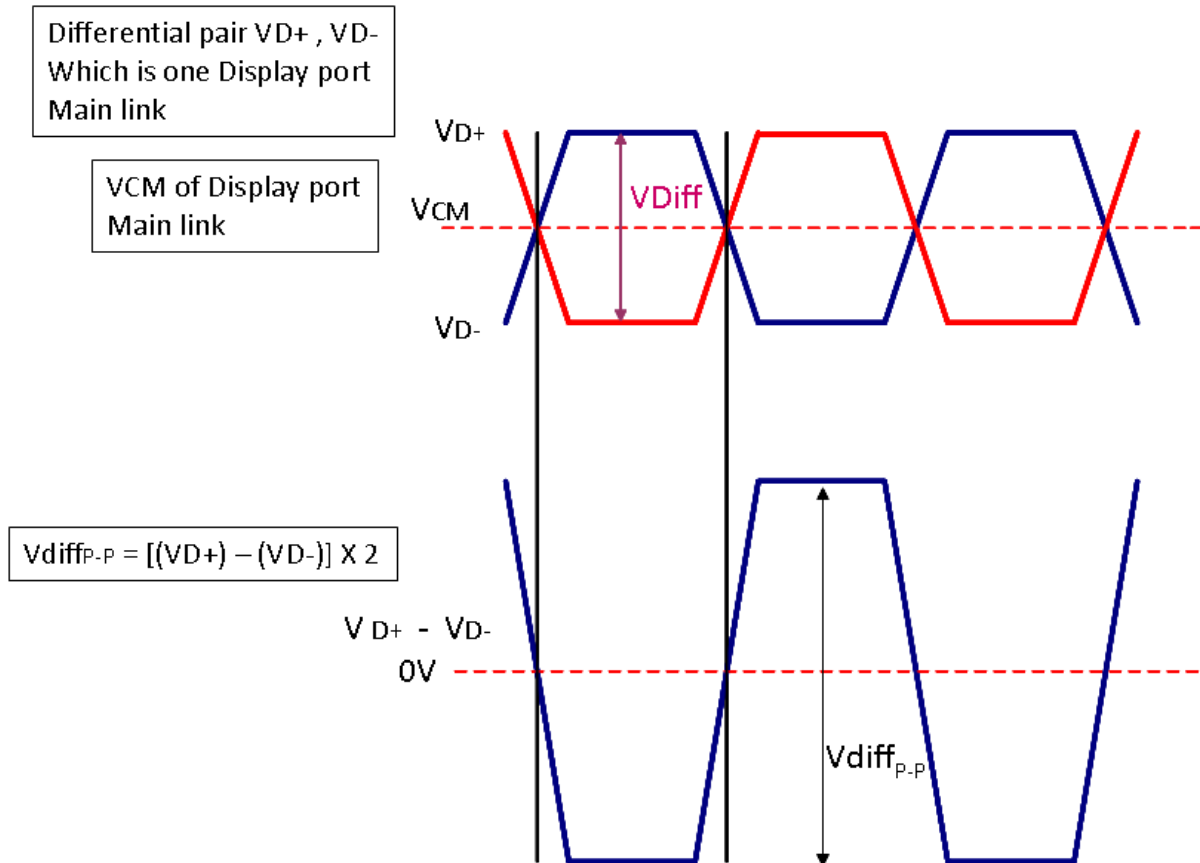 Differential pair VD+ , VD-
Which is one Display port
Main link
VCM of Display port
Main link
VD+
VDiff
VCM
VD-
VdiffP-P = [(VD+) – (VD-)] X 2
V D+ - VD-
0V
VdiffP-P